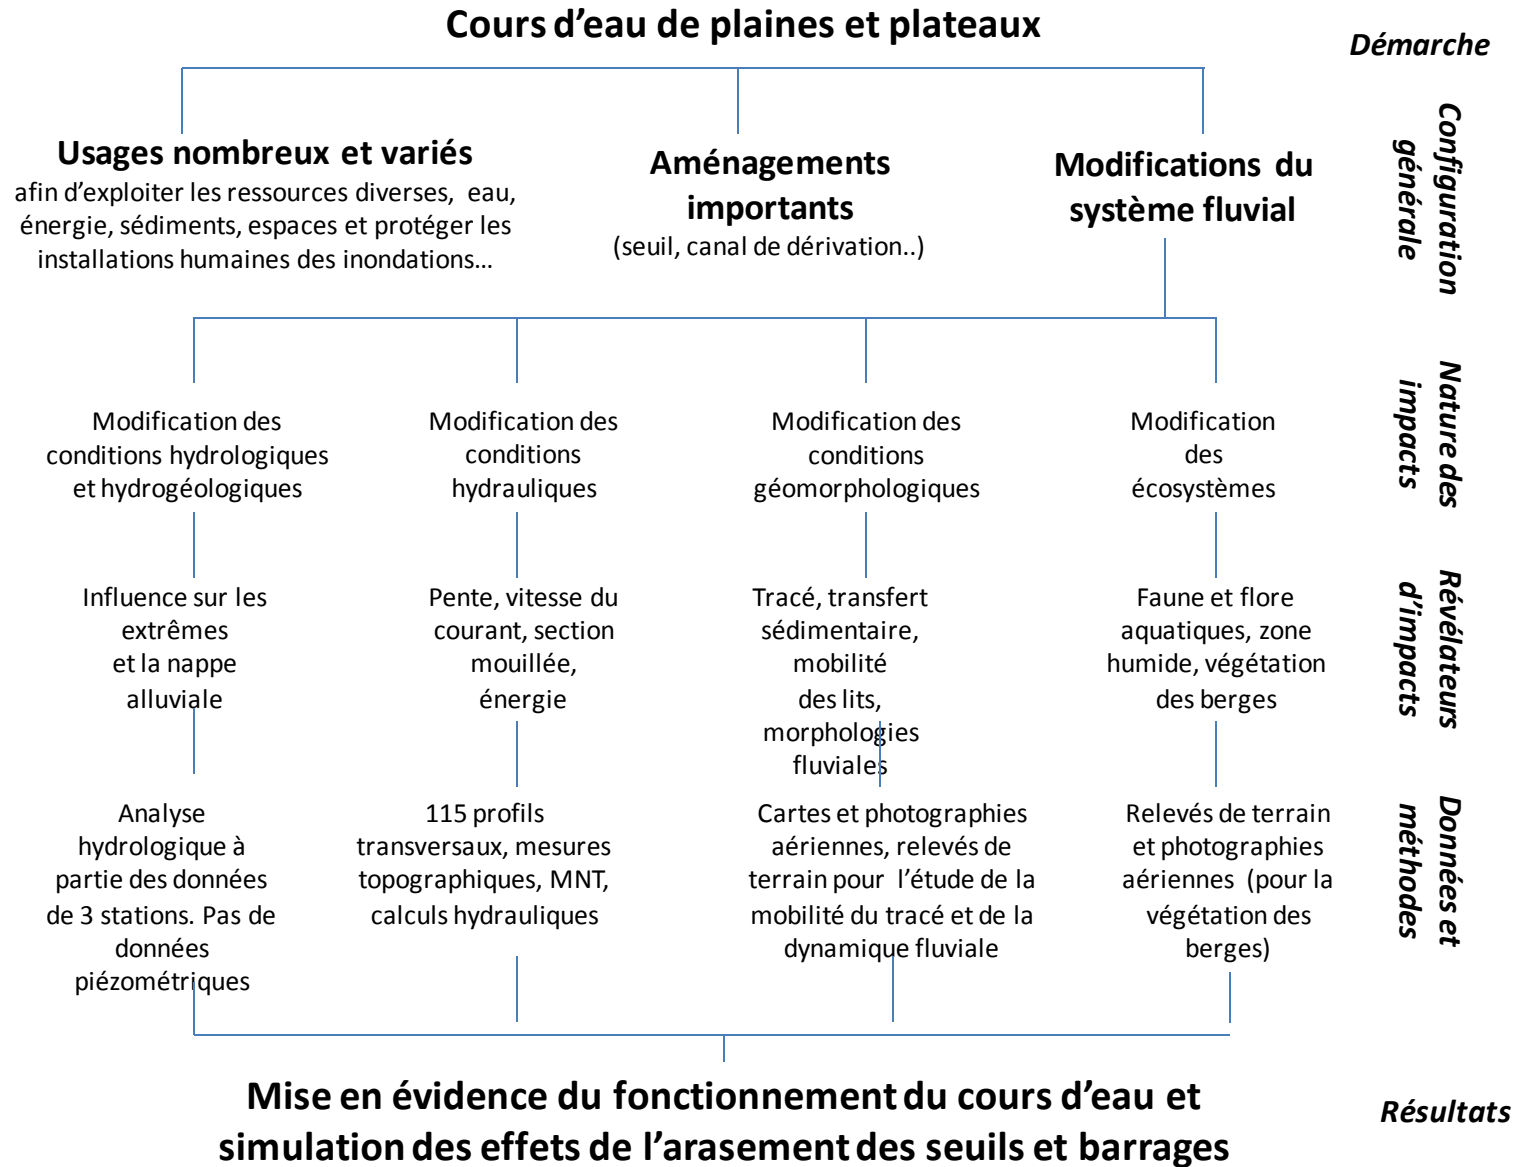 Cours d'eau de plaines et plateaux
Démarche
Usages nombreux et variés
afin d'exploiter les ressources diverses, eau,
énergie, sédiments, espaces et protéger les
installations humaines des inondations...
Aménagements
importants
(seuil, canal de dérivation..)
Modifications du
système fluvial
Configuration
générale
Modification des
conditions hydrologiques
et hydrogéologiques
Modification des
conditions
hydrauliques
Modification des
conditions
géomorphologiques
Modification
des
écosystèmes
Nature des
impacts
Influence sur les
extrêmes
et la nappe
alluviale
Pente, vitesse du
courant, section
mouillée,
énergie
Tracé, transfert
sédimentaire,
mobilité
des lits,
morphologies
fluviales
Faune et flore
aquatiques, zone
humide, végétation
des berges
Révélateurs
d'impacts
Analyse
hydrologique à
partie des données
de 3 stations. Pas de
données
piézométriques
115 profils
transversaux, mesures
topographiques, MNT,
calculs hydrauliques
Cartes et photographies
aériennes, relevés de
terrain pour l'étude de la
mobilité du tracé et de la
dynamique fluviale
Relevés de terrain
et photographies
aériennes (pour la
végétation des
berges)
Données et
méthodes
Mise en évidence du fonctionnement du cours d'eau et
simulation des effets de l'arasement des seuils et barrages
Résultats